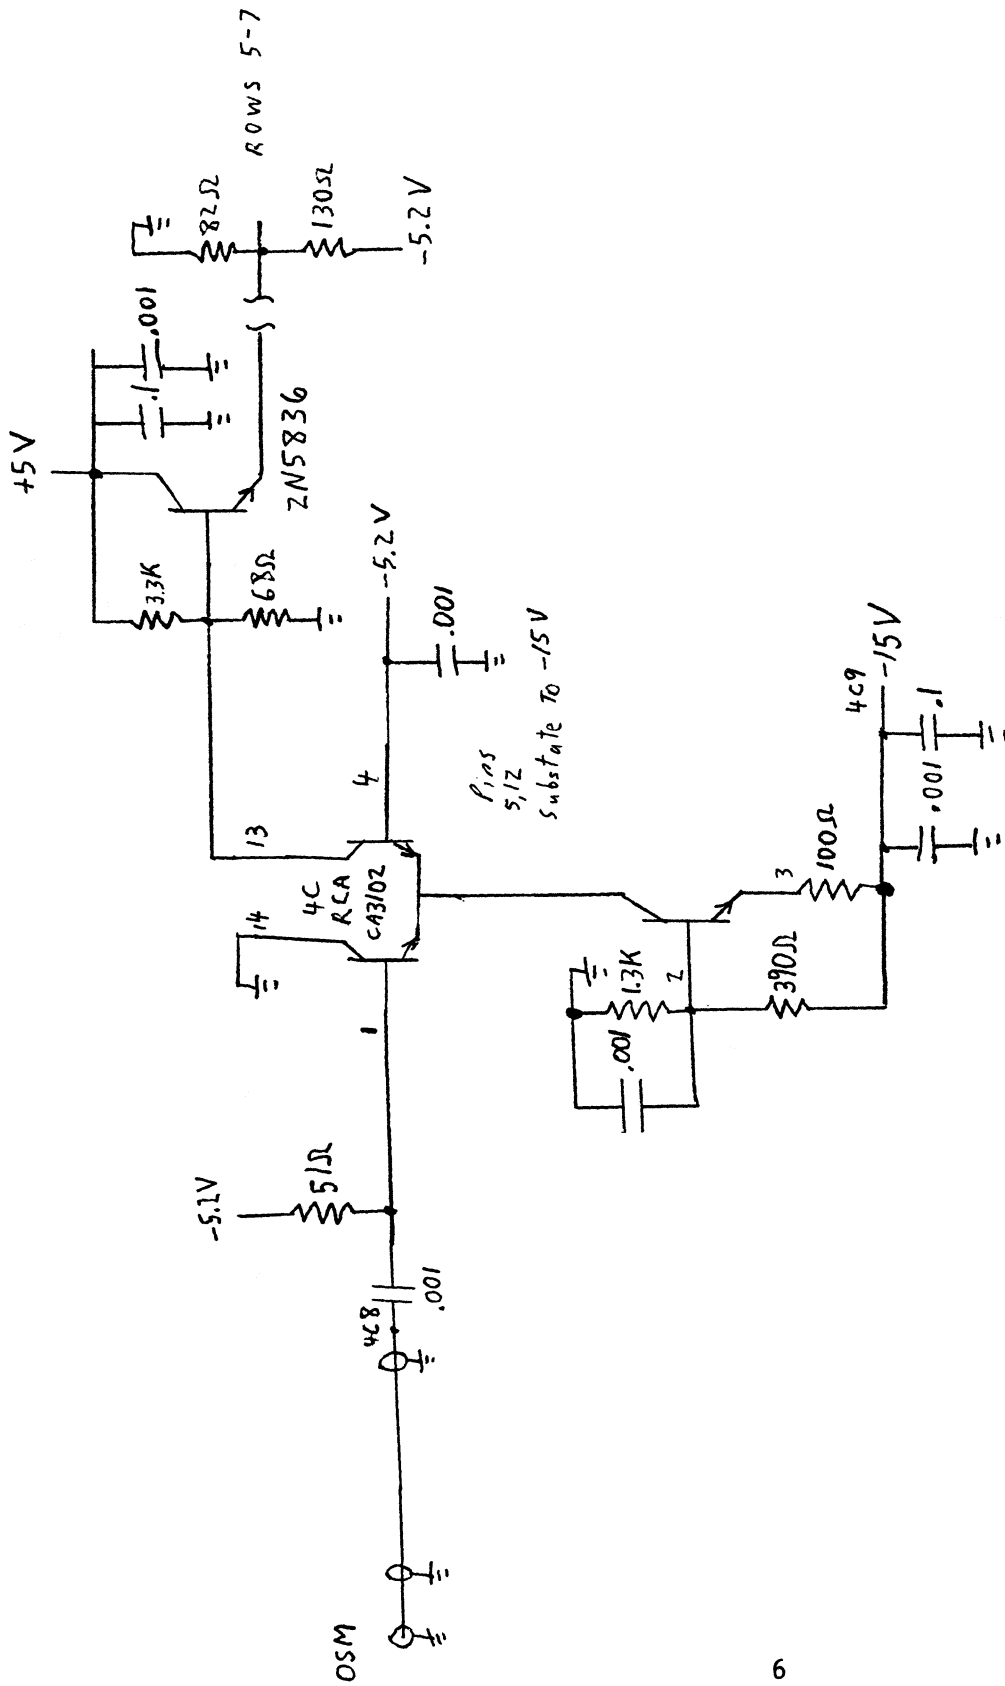 OSM
4C8
.001
-5.2V
51Ω
1
14
4C
RCA
CA3102
13
4
-5.2V
.001
3.3K
68Ω
+5V
2N5836
.1
.001
82Ω
ROWS 5-7
130Ω
-5.2V
Pins
5,12
Substate To -15V
.001
1.3K
2
390Ω
3
100Ω
4C9
-15V
.001
.1
6